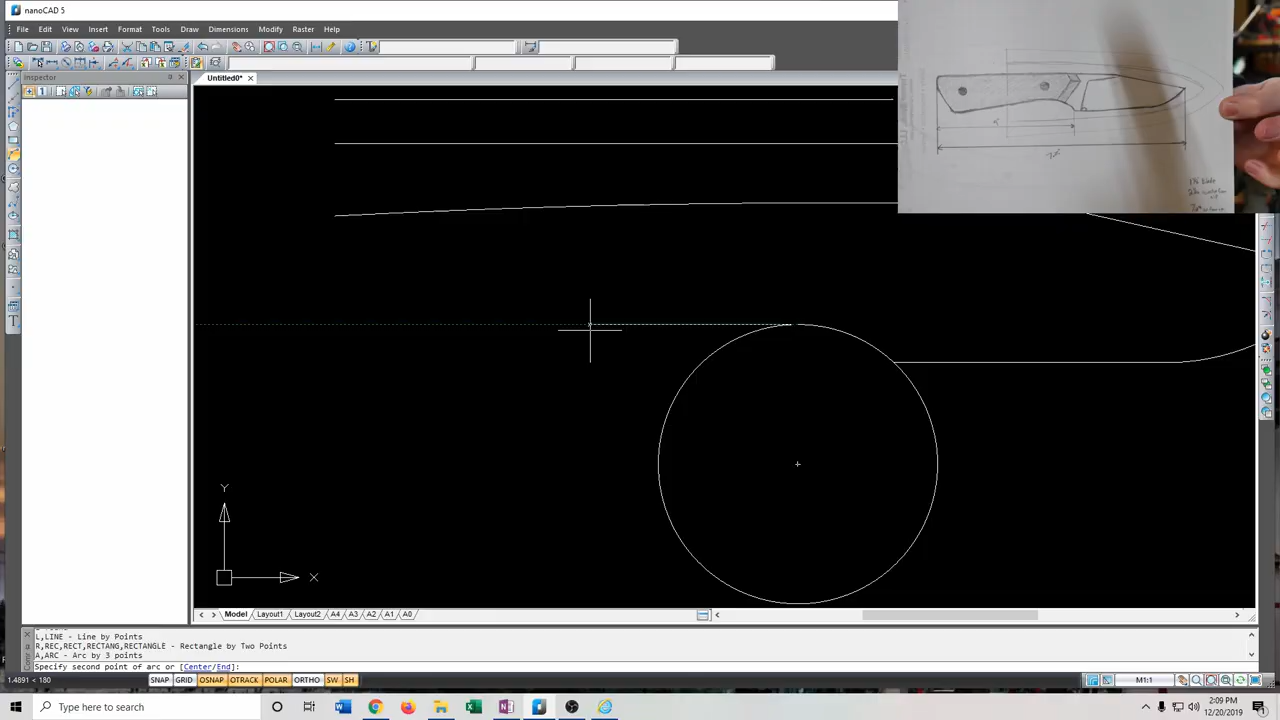 nanoCAD 5
File Edit View Insert Format Tools Draw Dimensions Modify Raster Help
Untitled0*
Inspector
1
Y
X
Model Layout1 Layout2 A4 A3 A2 A1 A0
L,LINE - Line by Points
R,REC,RECT,RECTANG,RECTANGLE - Rectangle by Two Points
A,ARC - Arc by 3 points
Specify second point of arc or [Center/End]:
1.4891 < 180 SNAP GRID OSNAP OTRACK POLAR ORTHO SW SH M1:1
Type here to search
2:09 PM
12/20/2019